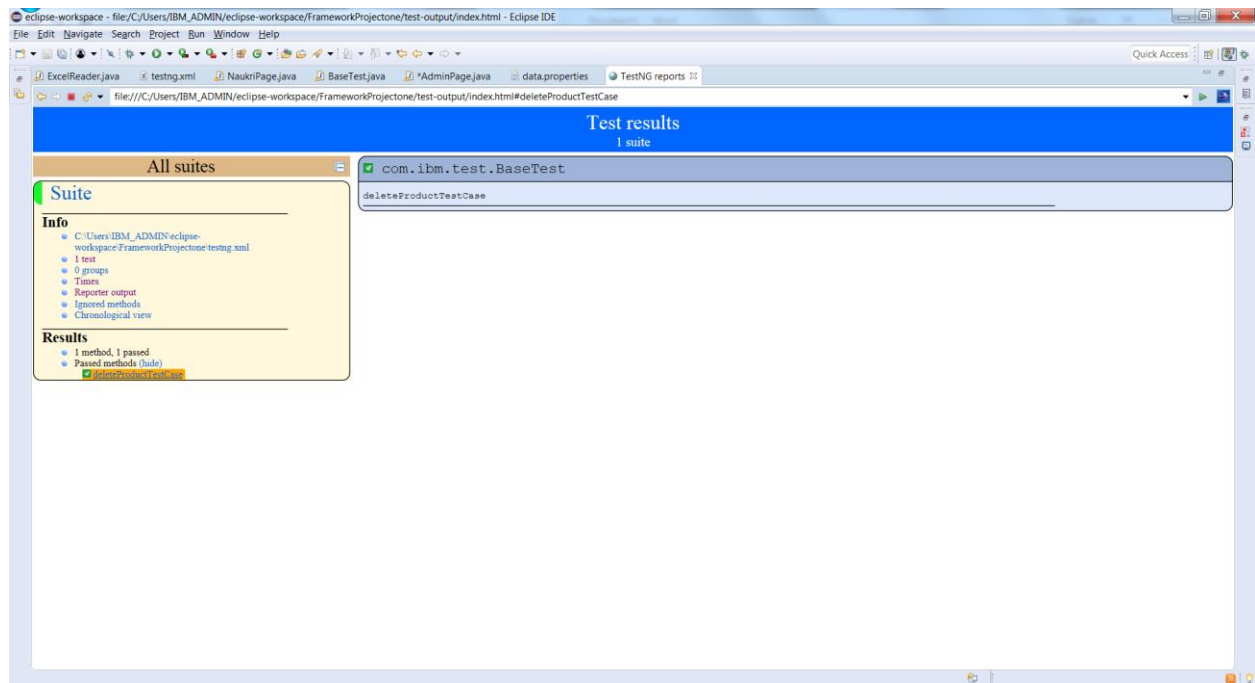 eclipse-workspace - file:/C:/Users/IBM_ADMIN/eclipse-workspace/FrameworkProjectone/test-output/index.html - Eclipse IDE
File Edit Navigate Search Project Run Window Help
Quick Access
ExcelReader.java testng.xml NaukriPage.java BaseTest.java *AdminPage.java data.properties TestNG reports
file:///C:/Users/IBM_ADMIN/eclipse-workspace/FrameworkProjectone/test-output/index.html#deleteProductTestCase
Test results
1 suite
All suites
Suite
Info
C:\Users\IBM_ADMIN\eclipse-
workspace\FrameworkProjectone\testng.xml
1 test
0 groups
Times
Reporter output
Ignored methods
Chronological view
Results
1 method, 1 passed
Passed methods (hide)
deleteProductTestCase
com.ibm.test.BaseTest
deleteProductTestCase